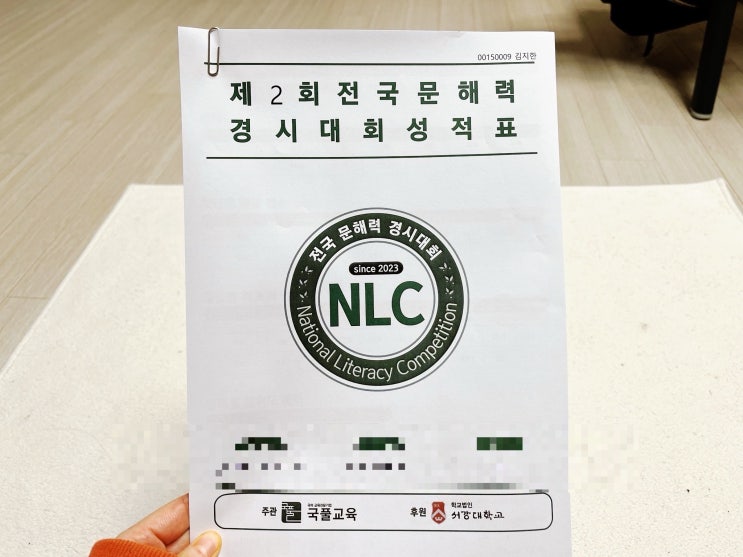 00150009 김지한
제 2 회 전 국 문 해 력
경 시 대 회 성 적 표
전국 문해력 경시대회
since 2023
NLC
National Literacy Competition
주관 국풀교육
후원 학교법인 서강대학교